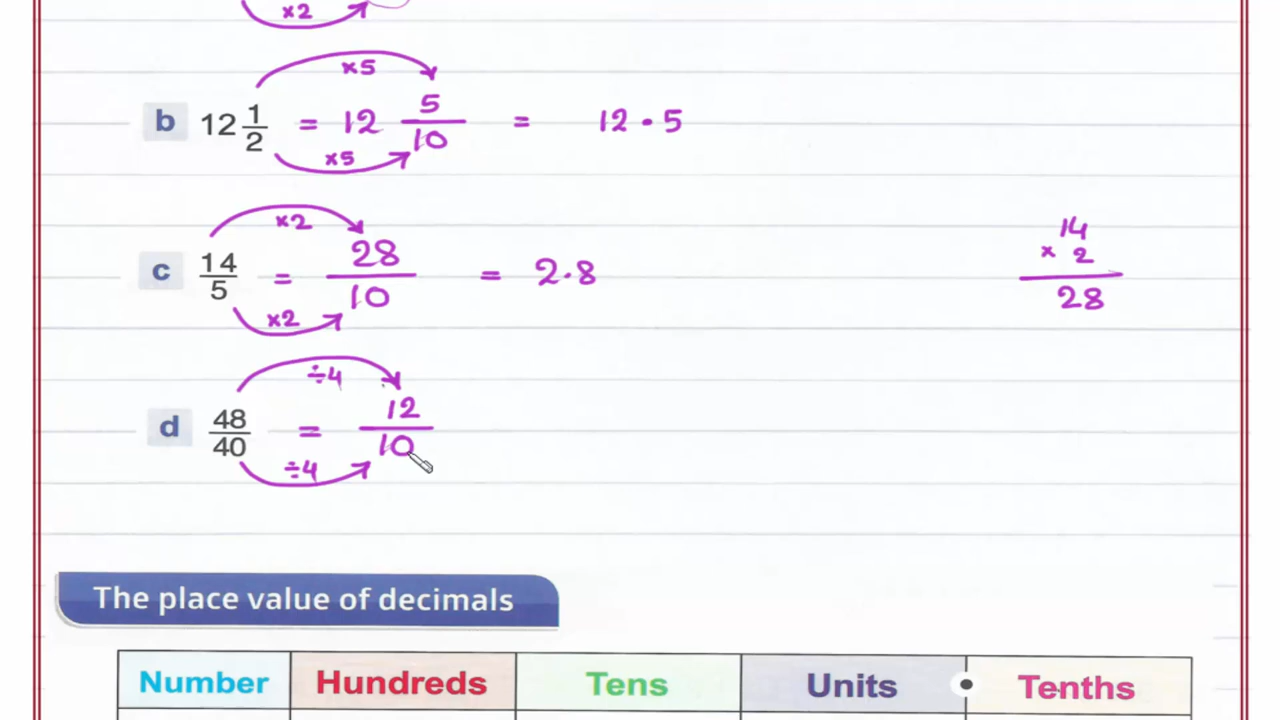 ×2
×5
b 12 1/2 = 12 5/10 = 12.5
×5
×2
c 14/5 = 28/10 = 2.8
×2
14
× 2
28
÷4
d 48/40 = 12/10
÷4
The place value of decimals
Number Hundreds Tens Units • Tenths